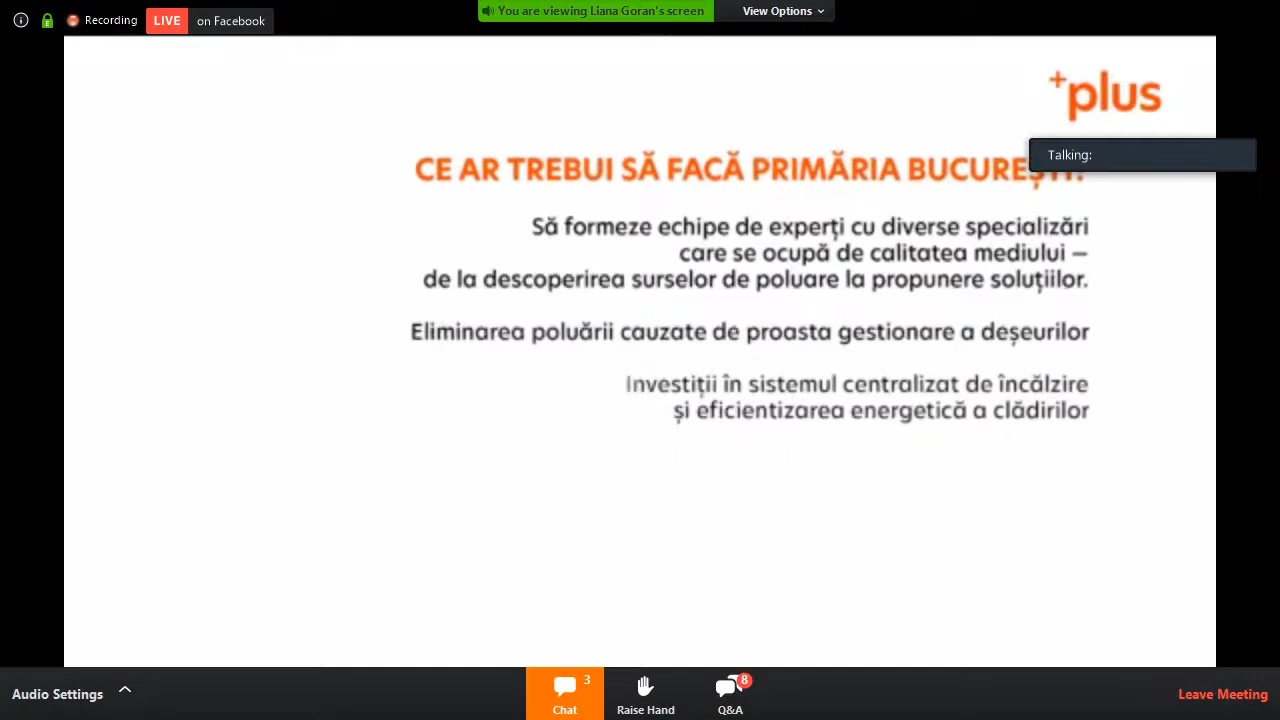 Recording
LIVE on Facebook
You are viewing Liana Goran's screen
View Options
+plus
Talking:
CE AR TREBUI SĂ FACĂ PRIMĂRIA
Să formeze echipe de experți cu diverse specializări
care se ocupă de calitatea mediului –
de la descoperirea surselor de poluare la propunere soluțiilor.
Eliminarea poluării cauzate de proasta gestionare a deșeurilor
Investiții în sistemul centralizat de încălzire
și eficientizarea energetică a clădirilor
Audio Settings
3
Chat
Raise Hand
8
Q&A
Leave Meeting